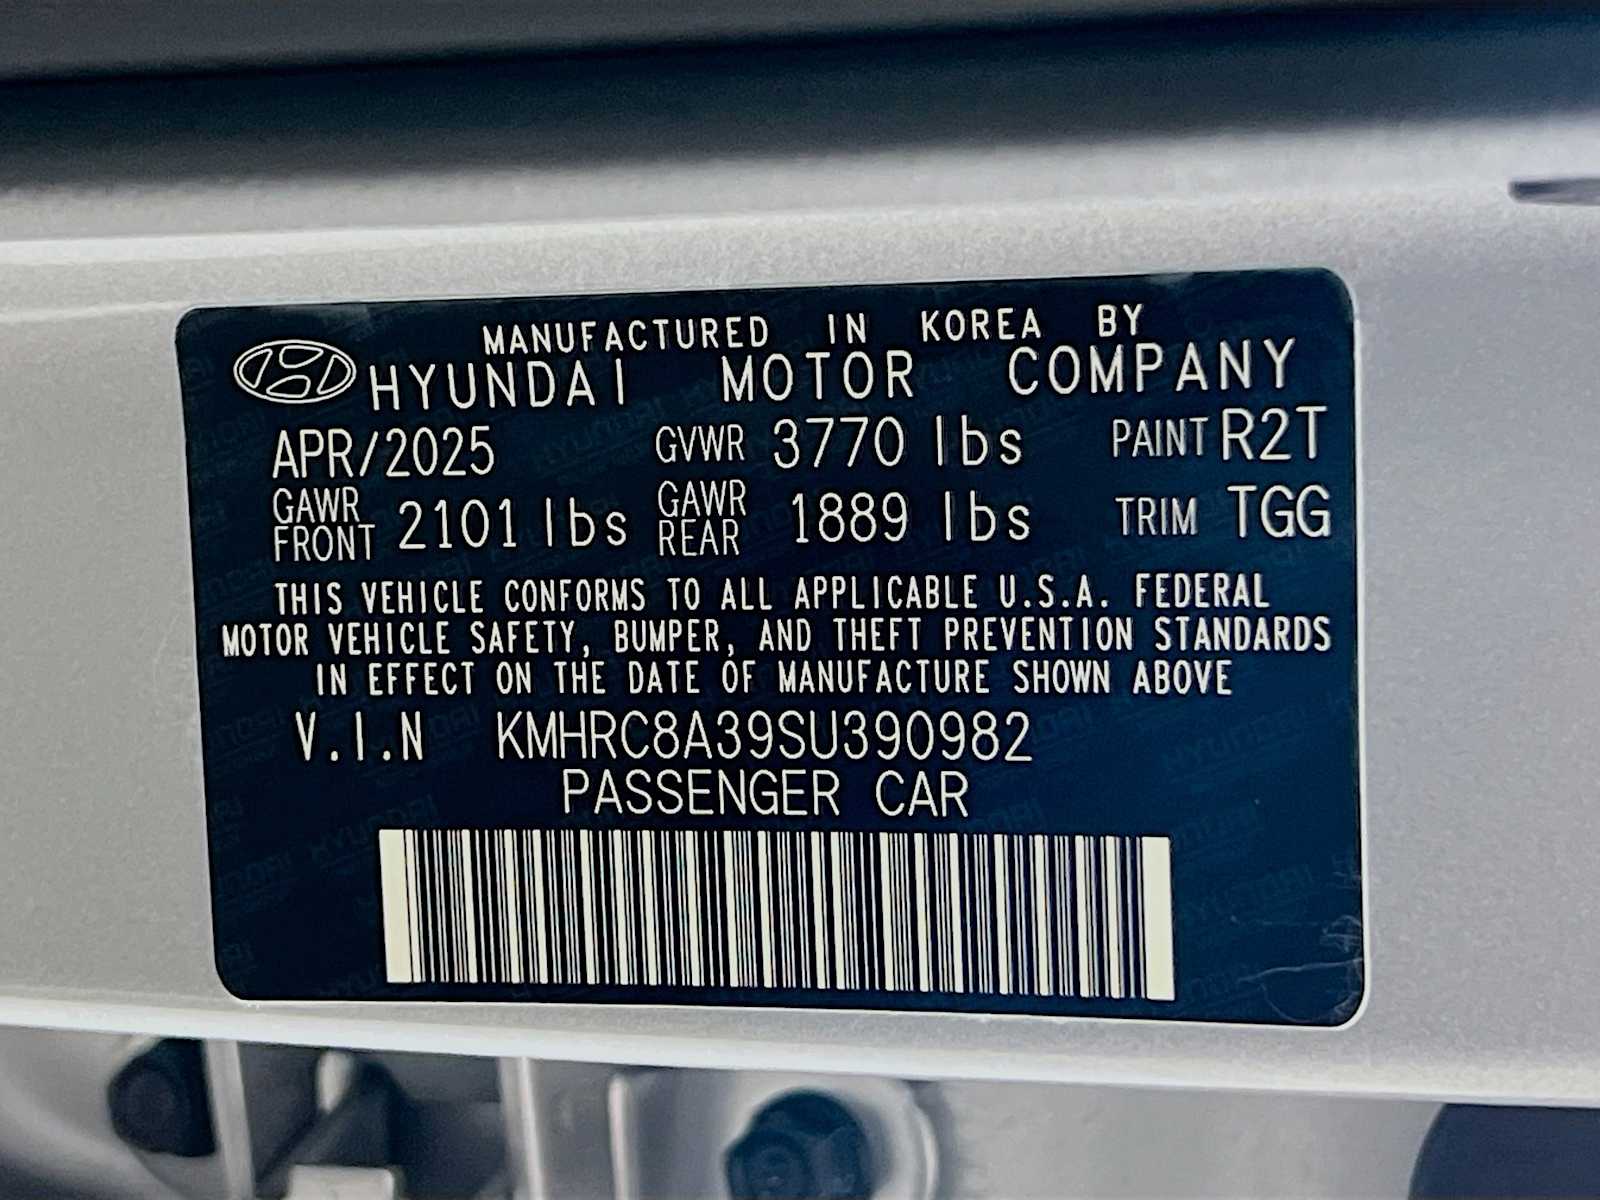 MANUFACTURED IN KOREA BY
HYUNDAI MOTOR COMPANY
APR/2025 GVWR 3770 lbs PAINT R2T
GAWR FRONT 2101 lbs GAWR REAR 1889 lbs TRIM TGG
THIS VEHICLE CONFORMS TO ALL APPLICABLE U.S.A. FEDERAL
MOTOR VEHICLE SAFETY, BUMPER, AND THEFT PREVENTION STANDARDS
IN EFFECT ON THE DATE OF MANUFACTURE SHOWN ABOVE
V.I.N KMHRC8A39SU390982
PASSENGER CAR